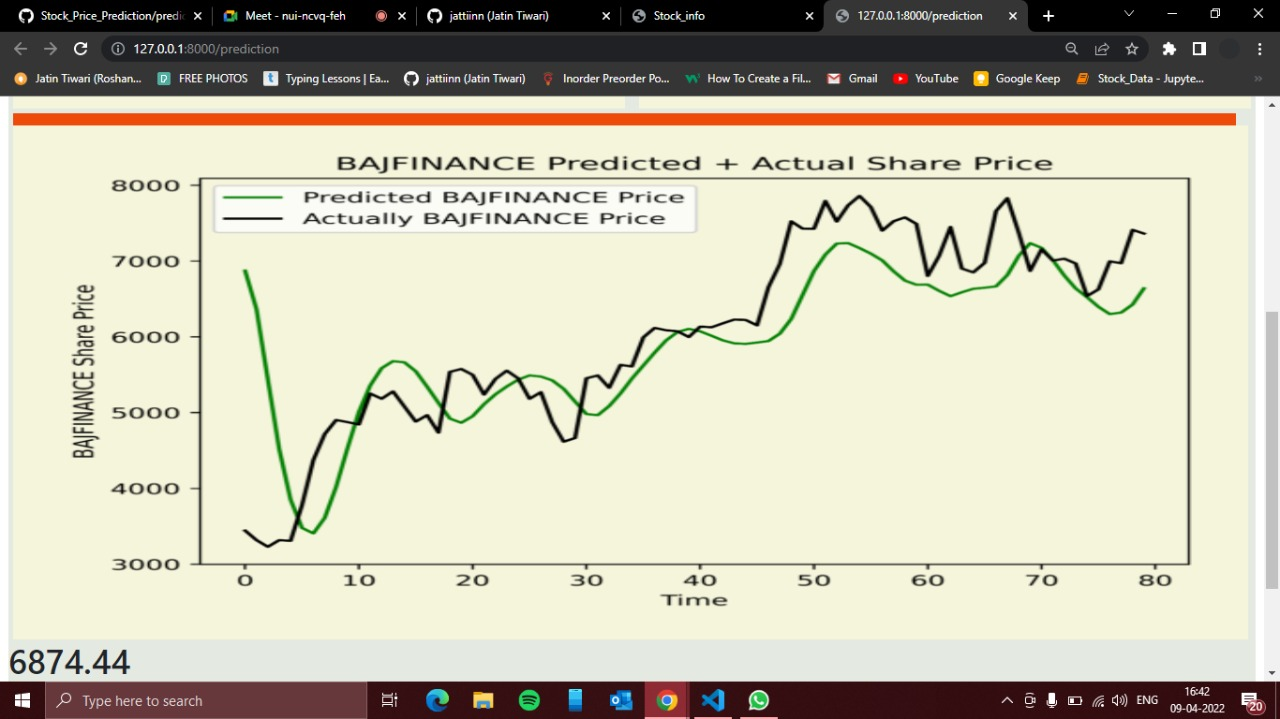 Stock_Price_Prediction/predic
Meet - nui-ncvq-feh
jattiinn (Jatin Tiwari)
Stock_info
127.0.0.1:8000/prediction
127.0.0.1:8000/prediction
Jatin Tiwari (Roshan...
FREE PHOTOS
Typing Lessons | Ea...
jattiinn (Jatin Tiwari)
Inorder Preorder Po...
How To Create a Fil...
Gmail
YouTube
Google Keep
Stock_Data - Jupyte...
BAJFINANCE Predicted + Actual Share Price
Predicted BAJFINANCE Price
Actually BAJFINANCE Price
BAJFINANCE Share Price
8000
7000
6000
5000
4000
3000
0 10 20 30 40 50 60 70 80
Time
6874.44
Type here to search
ENG
16:42
09-04-2022
20